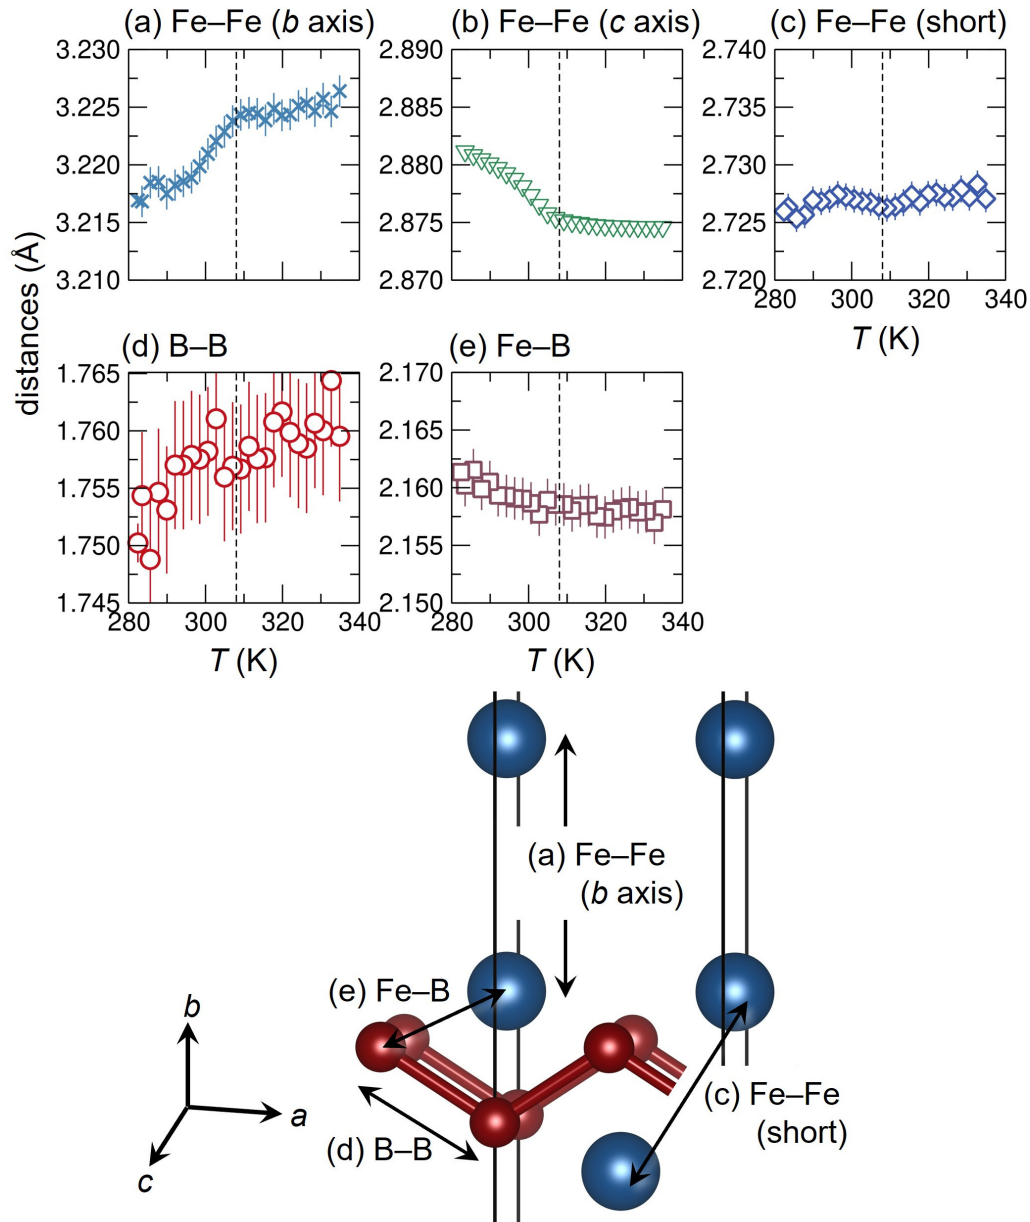 (a) Fe–Fe (b axis)
(b) Fe–Fe (c axis)
(c) Fe–Fe (short)
distances (Å)
3.230
3.225
3.220
3.215
3.210
2.890
2.885
2.880
2.875
2.870
2.740
2.735
2.730
2.725
2.720
280 300 320 340
T (K)
(d) B–B
(e) Fe–B
1.765
1.760
1.755
1.750
1.745
280 300 320 340
T (K)
2.170
2.165
2.160
2.155
2.150
280 300 320 340
T (K)
(a) Fe–Fe
(b axis)
(e) Fe–B
(d) B–B
(c) Fe–Fe
(short)
b
a
c